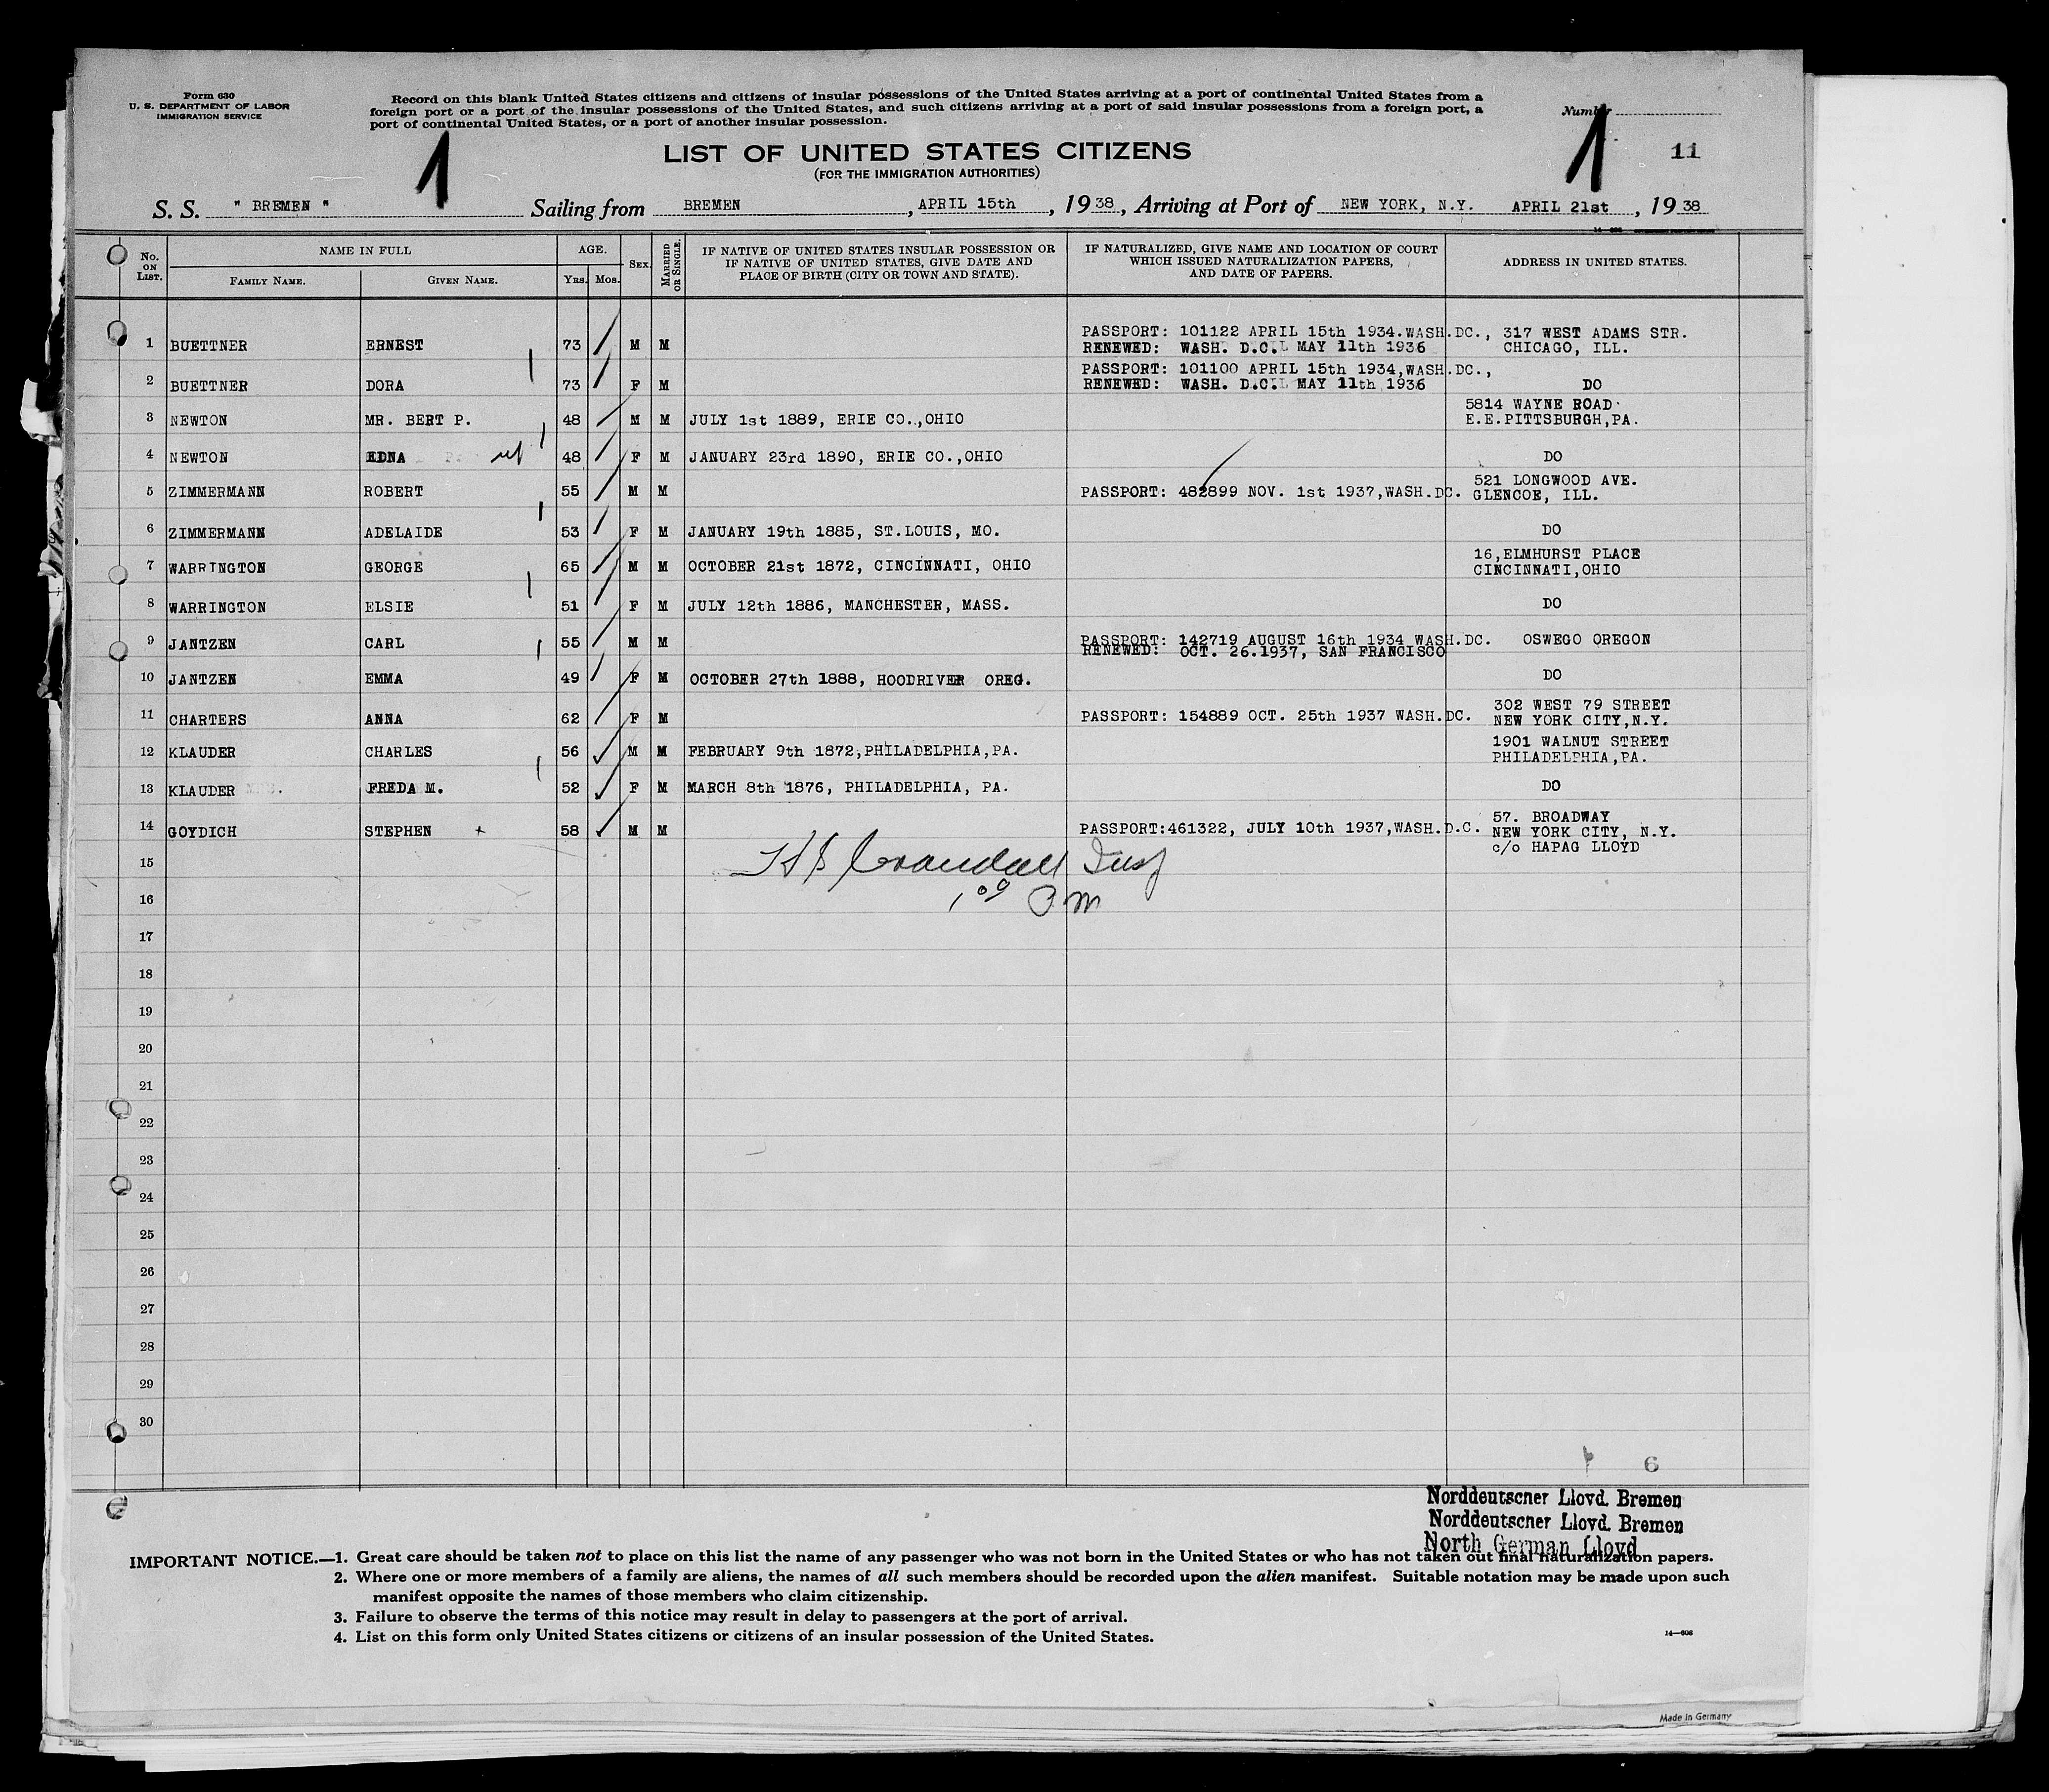 Form 630
U. S. DEPARTMENT OF LABOR
IMMIGRATION SERVICE
Record on this blank United States citizens and citizens of insular possessions of the United States arriving at a port of continental United States from a
foreign port or a port of the insular possessions of the United States, and such citizens arriving at a port of said insular possessions from a foreign port, a
port of continental United States, or a port of another insular possession.
Number
1
1
11
LIST OF UNITED STATES CITIZENS
(FOR THE IMMIGRATION AUTHORITIES)
S. S. " BREMEN " Sailing from BREMEN, APRIL 15th, 1938, Arriving at Port of NEW YORK, N.Y. APRIL 21st, 1938
No. ON LIST. NAME IN FULL FAMILY NAME. GIVEN NAME. AGE. YRS. MOS. SEX. MARRIED OR SINGLE. IF NATIVE OF UNITED STATES INSULAR POSSESSION OR IF NATIVE OF UNITED STATES, GIVE DATE AND PLACE OF BIRTH (CITY OR TOWN AND STATE). IF NATURALIZED, GIVE NAME AND LOCATION OF COURT WHICH ISSUED NATURALIZATION PAPERS, AND DATE OF PAPERS. ADDRESS IN UNITED STATES.
1 BUETTNER ERNEST 73 M M PASSPORT: 101122 APRIL 15th 1934.WASH.DC., 317 WEST ADAMS STR.
RENEWED: WASH. D.C. MAY 11th 1936 CHICAGO, ILL.
2 BUETTNER DORA 73 F M PASSPORT: 101100 APRIL 15th 1934,WASH.DC.,
RENEWED: WASH. D.C. MAY 11th 1936 DO
3 NEWTON MR. BERT P. 48 M M JULY 1st 1889, ERIE CO.,OHIO 5814 WAYNE ROAD
E.E.PITTSBURGH,PA.
4 NEWTON EDNA 48 F M JANUARY 23rd 1890, ERIE CO.,OHIO DO
5 ZIMMERMANN ROBERT 55 M M PASSPORT: 482899 NOV. 1st 1937,WASH.DC. 521 LONGWOOD AVE.
GLENCOE, ILL.
6 ZIMMERMANN ADELAIDE 53 F M JANUARY 19th 1885, ST.LOUIS, MO. DO
7 WARRINGTON GEORGE 65 M M OCTOBER 21st 1872, CINCINNATI, OHIO 16,ELMHURST PLACE
CINCINNATI,OHIO
8 WARRINGTON ELSIE 51 F M JULY 12th 1886, MANCHESTER, MASS. DO
9 JANTZEN CARL 55 M M PASSPORT: 142719 AUGUST 16th 1934 WASH.DC. OSWEGO OREGON
RENEWED: OCT. 26.1937, SAN FRANCISCO
10 JANTZEN EMMA 49 F M OCTOBER 27th 1888, HOODRIVER OREG. DO
11 CHARTERS ANNA 62 F M PASSPORT: 154889 OCT. 25th 1937 WASH.DC. 302 WEST 79 STREET
NEW YORK CITY,N.Y.
12 KLAUDER CHARLES 56 M M FEBRUARY 9th 1872,PHILADELPHIA,PA. 1901 WALNUT STREET
PHILADELPHIA,PA.
13 KLAUDER FREDA M. 52 F M MARCH 8th 1876, PHILADELPHIA, PA. DO
14 GOYDICH STEPHEN 58 M M PASSPORT:461322, JULY 10th 1937,WASH.D.C. 57. BROADWAY
NEW YORK CITY, N.Y.
c/o HAPAG LLOYD
15
Crandall Insp
16
1 09 PM
17
18
19
20
21
22
23
24
25
26
27
28
29
30
6
Norddeutscher Lloyd. Bremen
Norddeutscher Lloyd. Bremen
North German Lloyd
IMPORTANT NOTICE.—1. Great care should be taken not to place on this list the name of any passenger who was not born in the United States or who has not taken out final naturalization papers.
2. Where one or more members of a family are aliens, the names of all such members should be recorded upon the alien manifest. Suitable notation may be made upon such
manifest opposite the names of those members who claim citizenship.
3. Failure to observe the terms of this notice may result in delay to passengers at the port of arrival.
4. List on this form only United States citizens or citizens of an insular possession of the United States.
14—606
Made in Germany